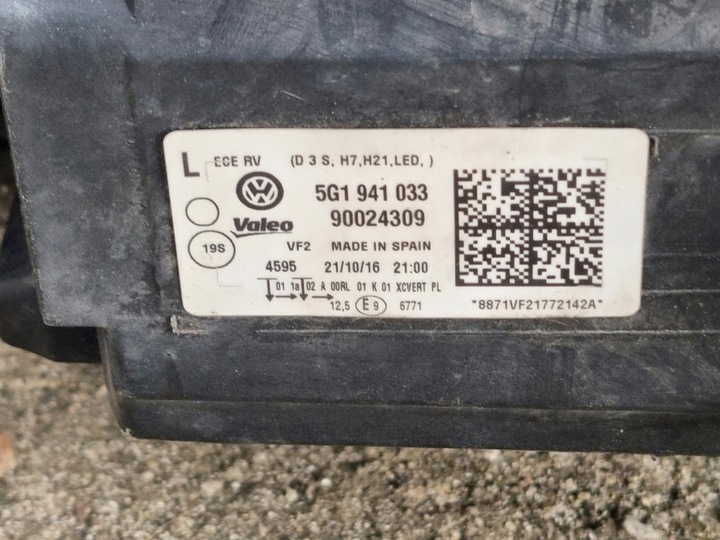 L ECE RV (D 3 S, H7,H21,LED, )
5G1 941 033
Valeo 90024309
19S VF2 MADE IN SPAIN
4595 21/10/16 21:00
01 1a 02 A 00RL 01 K 01 XCVERT PL
12,5 E9 6771
*8871VF21772142A*